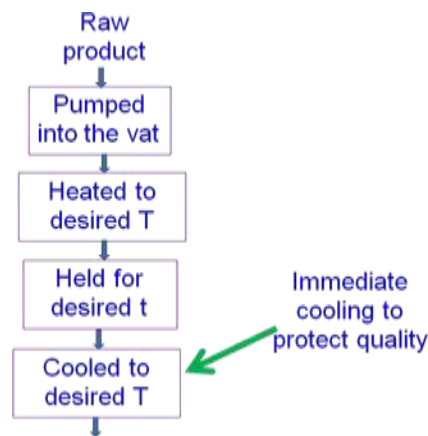 Raw
product
Pumped
into the vat
Heated to
desired T
Held for
desired t
Immediate
cooling to
protect quality
Cooled to
desired T